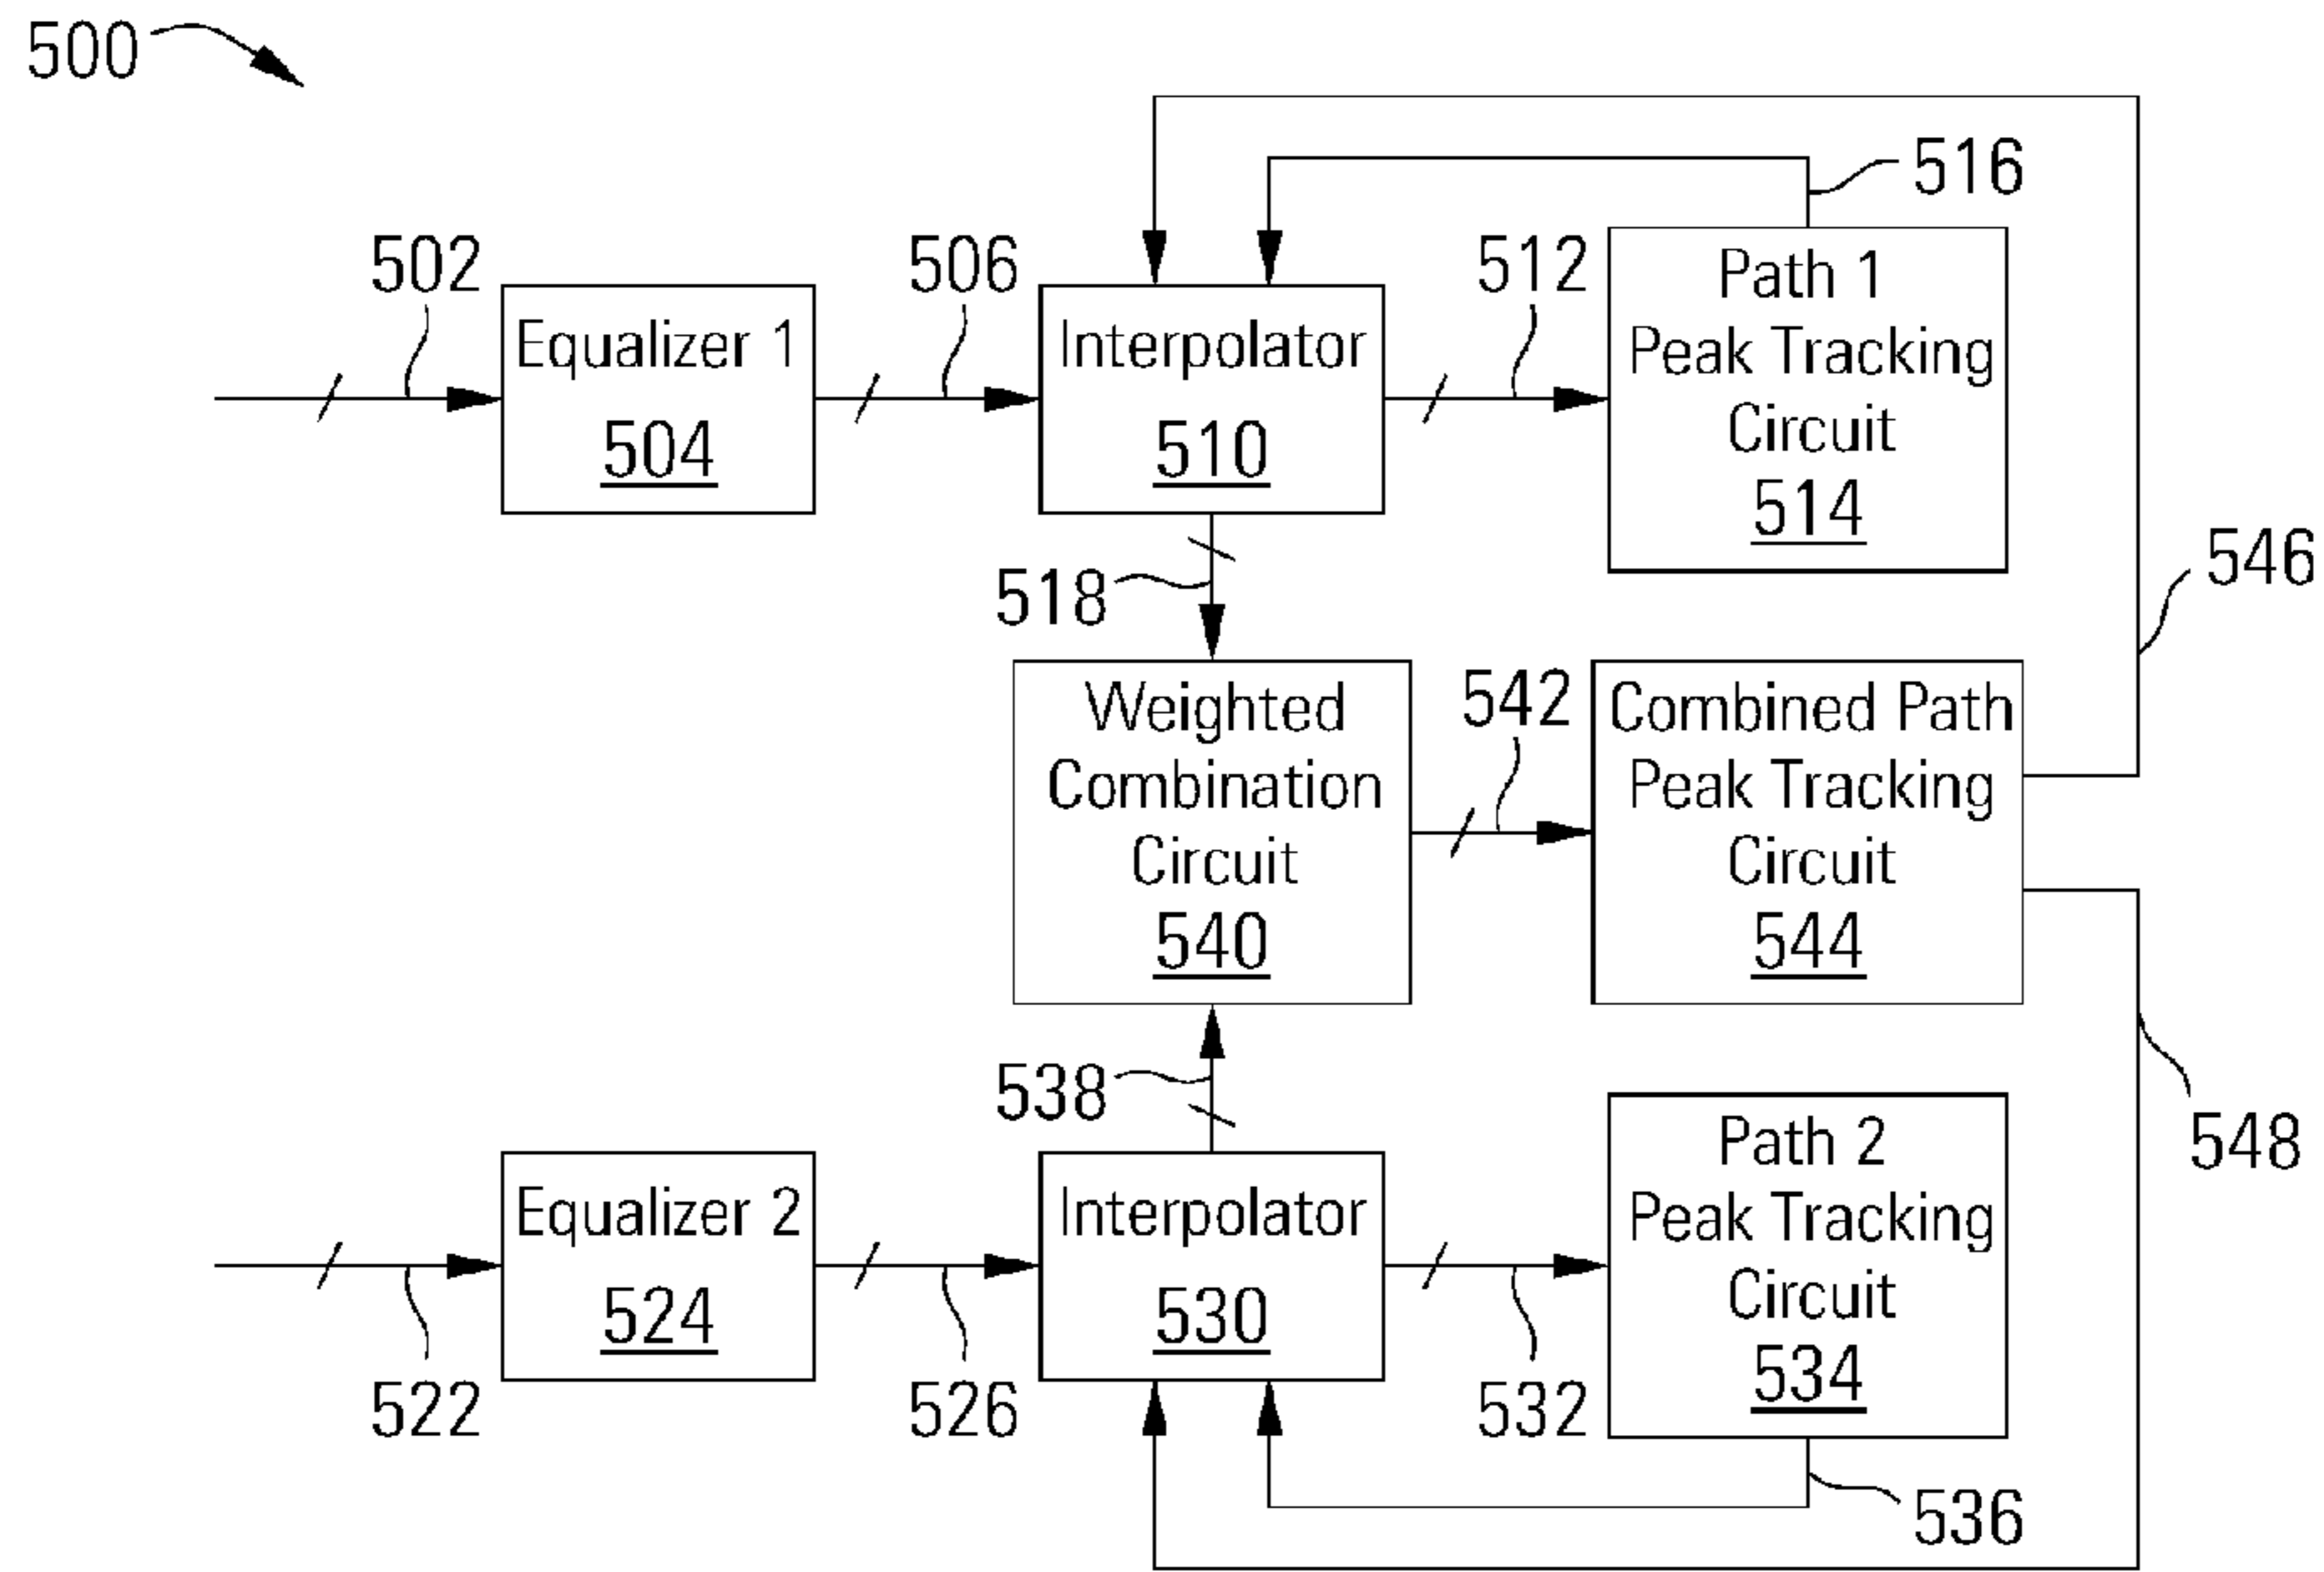 500
516
502
506
512
Equalizer 1
504
Interpolator
510
Path 1
Peak Tracking
Circuit
514
546
518
Weighted
Combination
Circuit
540
542
Combined Path
Peak Tracking
Circuit
544
538
548
Equalizer 2
524
Interpolator
530
Path 2
Peak Tracking
Circuit
534
522
526
532
536